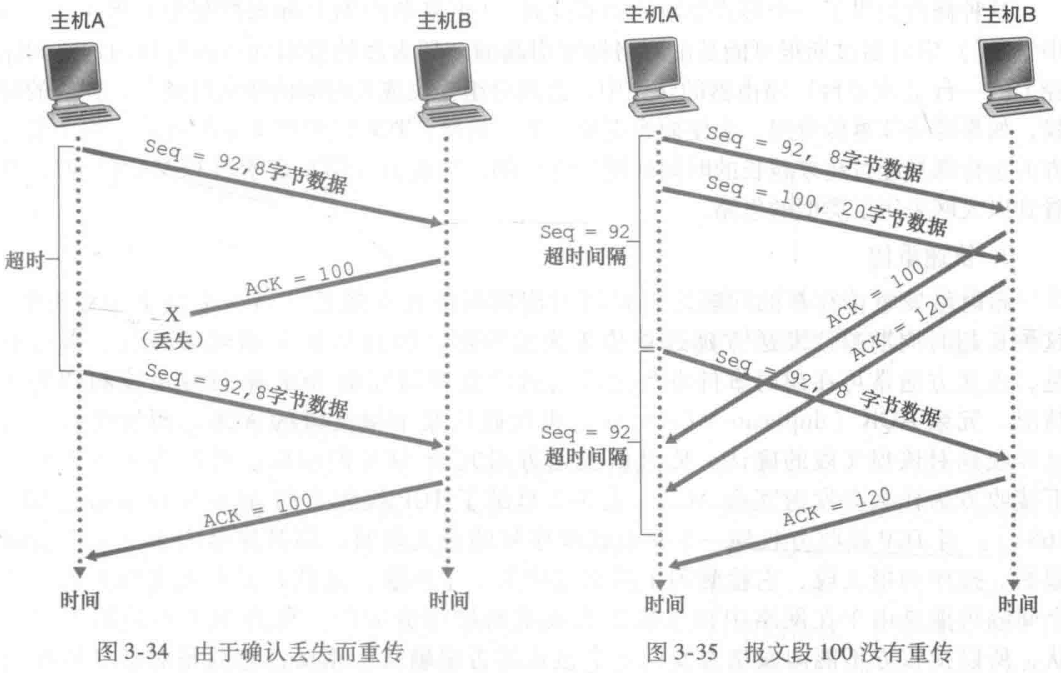 主机A
主机B
Seq = 92,8字节数据
超时
ACK = 100
X
（丢失）
Seq = 92,8字节数据
ACK = 100
时间
时间
图 3-34 由于确认丢失而重传
主机A
主机B
Seq = 92, 8字节数据
Seq = 100, 20字节数据
Seq = 92
超时间隔
ACK = 100
ACK = 120
Seq = 92, 8 字节数据
Seq = 92
超时间隔
ACK = 120
时间
时间
图 3-35 报文段 100 没有重传